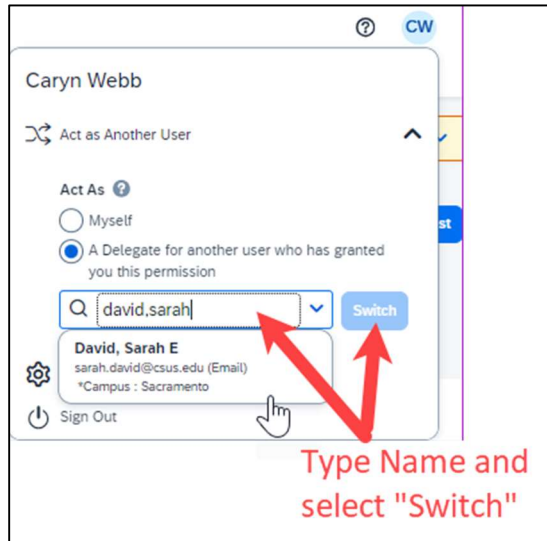 CW
Caryn Webb
Act as Another User
Act As
Myself
A Delegate for another user who has granted
you this permission
david,sarah
Switch
David, Sarah E
sarah.david@csus.edu (Email)
*Campus : Sacramento
Sign Out
st
Type Name and
select "Switch"